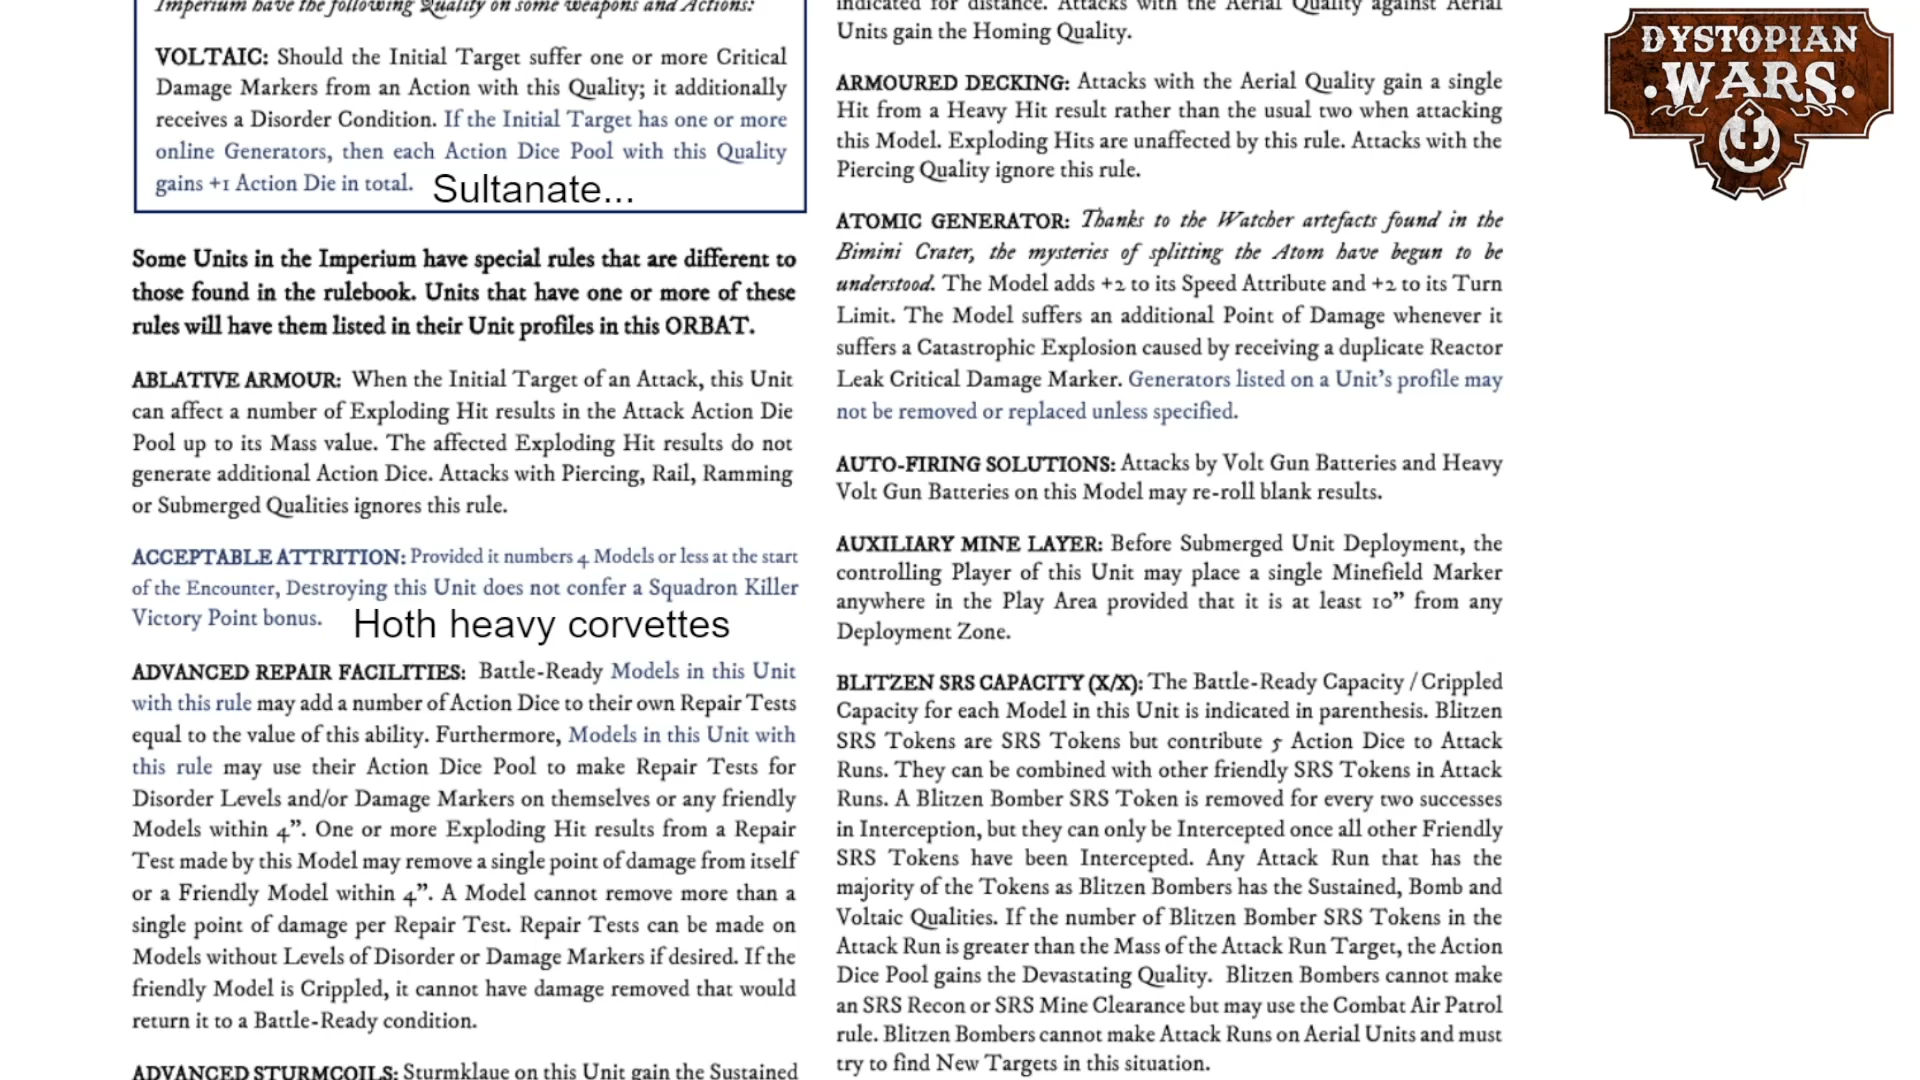 Imperium have the following Quality on some weapons and Actions:
VOLTAIC: Should the Initial Target suffer one or more Critical
Damage Markers from an Action with this Quality; it additionally
receives a Disorder Condition. If the Initial Target has one or more
online Generators, then each Action Dice Pool with this Quality
gains +1 Action Die in total.
Sultanate...
Some Units in the Imperium have special rules that are different to
those found in the rulebook. Units that have one or more of these
rules will have them listed in their Unit profiles in this ORBAT.
ABLATIVE ARMOUR: When the Initial Target of an Attack, this Unit
can affect a number of Exploding Hit results in the Attack Action Die
Pool up to its Mass value. The affected Exploding Hit results do not
generate additional Action Dice. Attacks with Piercing, Rail, Ramming
or Submerged Qualities ignores this rule.
ACCEPTABLE ATTRITION: Provided it numbers 4 Models or less at the start
of the Encounter, Destroying this Unit does not confer a Squadron Killer
Victory Point bonus.
Hoth heavy corvettes
ADVANCED REPAIR FACILITIES: Battle-Ready Models in this Unit
with this rule may add a number of Action Dice to their own Repair Tests
equal to the value of this ability. Furthermore, Models in this Unit with
this rule may use their Action Dice Pool to make Repair Tests for
Disorder Levels and/or Damage Markers on themselves or any friendly
Models within 4”. One or more Exploding Hit results from a Repair
Test made by this Model may remove a single point of damage from itself
or a Friendly Model within 4”. A Model cannot remove more than a
single point of damage per Repair Test. Repair Tests can be made on
Models without Levels of Disorder or Damage Markers if desired. If the
friendly Model is Crippled, it cannot have damage removed that would
return it to a Battle-Ready condition.
ADVANCED STURMCOILS: Sturmklaue on this Unit gain the Sustained
indicated for distance. Attacks with the Aerial Quality against Aerial
Units gain the Homing Quality.
ARMOURED DECKING: Attacks with the Aerial Quality gain a single
Hit from a Heavy Hit result rather than the usual two when attacking
this Model. Exploding Hits are unaffected by this rule. Attacks with the
Piercing Quality ignore this rule.
ATOMIC GENERATOR: Thanks to the Watcher artefacts found in the
Bimini Crater, the mysteries of splitting the Atom have begun to be
understood. The Model adds +2 to its Speed Attribute and +2 to its Turn
Limit. The Model suffers an additional Point of Damage whenever it
suffers a Catastrophic Explosion caused by receiving a duplicate Reactor
Leak Critical Damage Marker. Generators listed on a Unit’s profile may
not be removed or replaced unless specified.
AUTO-FIRING SOLUTIONS: Attacks by Volt Gun Batteries and Heavy
Volt Gun Batteries on this Model may re-roll blank results.
AUXILIARY MINE LAYER: Before Submerged Unit Deployment, the
controlling Player of this Unit may place a single Minefield Marker
anywhere in the Play Area provided that it is at least 10” from any
Deployment Zone.
BLITZEN SRS CAPACITY (X/X): The Battle-Ready Capacity / Crippled
Capacity for each Model in this Unit is indicated in parenthesis. Blitzen
SRS Tokens are SRS Tokens but contribute 5 Action Dice to Attack
Runs. They can be combined with other friendly SRS Tokens in Attack
Runs. A Blitzen Bomber SRS Token is removed for every two successes
in Interception, but they can only be Intercepted once all other Friendly
SRS Tokens have been Intercepted. Any Attack Run that has the
majority of the Tokens as Blitzen Bombers has the Sustained, Bomb and
Voltaic Qualities. If the number of Blitzen Bomber SRS Tokens in the
Attack Run is greater than the Mass of the Attack Run Target, the Action
Dice Pool gains the Devastating Quality. Blitzen Bombers cannot make
an SRS Recon or SRS Mine Clearance but may use the Combat Air Patrol
rule. Blitzen Bombers cannot make Attack Runs on Aerial Units and must
try to find New Targets in this situation.
DYSTOPIAN
WARS